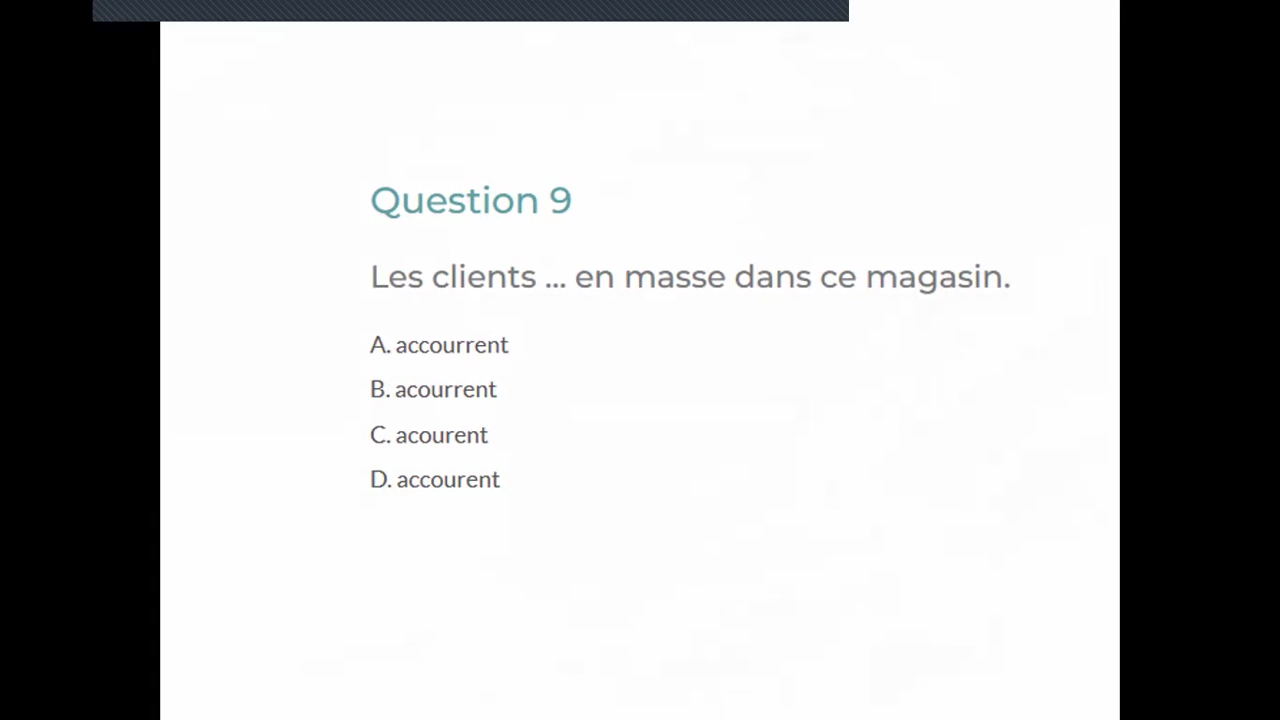 Question 9
Les clients ... en masse dans ce magasin.
A. accourrent
B. acourrent
C. acourent
D. accourent